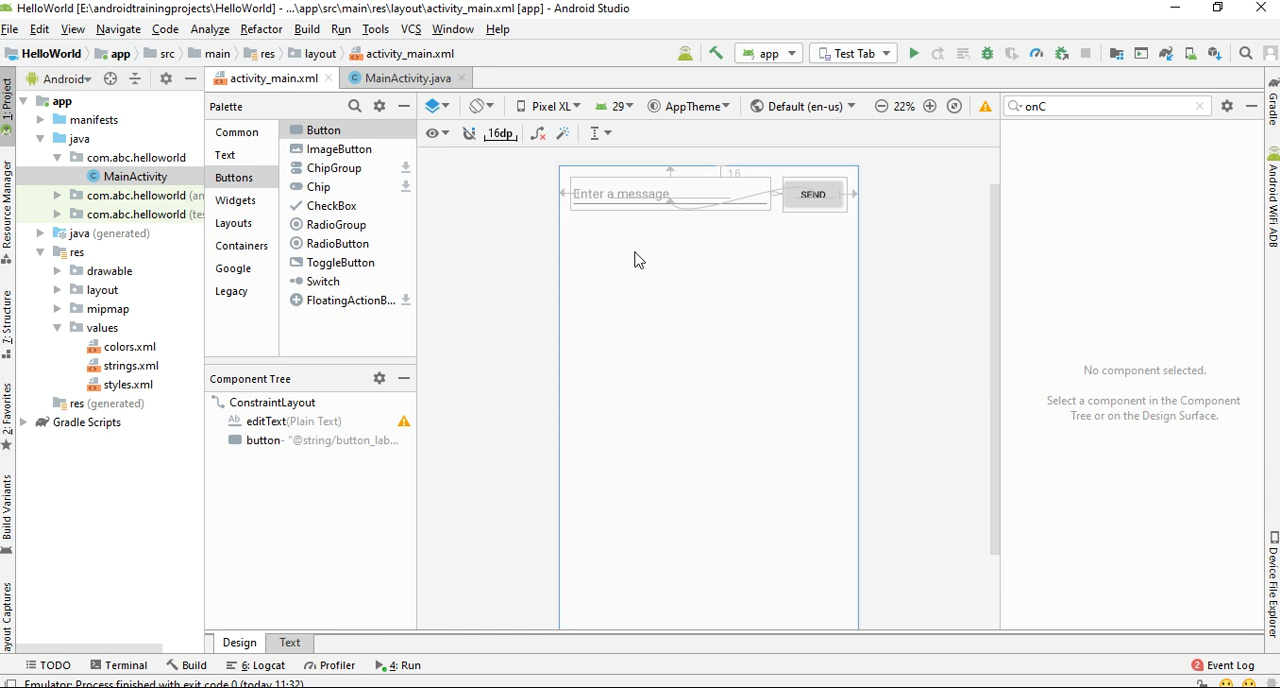 HelloWorld [E:\androidtrainingprojects\HelloWorld] - ...\app\src\main\res\layout\activity_main.xml [app] - Android Studio
File Edit View Navigate Code Analyze Refactor Build Run Tools VCS Window Help
HelloWorld app src main res layout activity_main.xml app Test Tab
1: Project
Resource Manager
Z: Structure
2: Favorites
Build Variants
ayout Captures
Android
app
manifests
java
com.abc.helloworld
MainActivity
com.abc.helloworld (an
com.abc.helloworld (tes
java (generated)
res
drawable
layout
mipmap
values
colors.xml
strings.xml
styles.xml
res (generated)
Gradle Scripts
activity_main.xml MainActivity.java
Palette
Common
Text
Buttons
Widgets
Layouts
Containers
Google
Legacy
Button
ImageButton
ChipGroup
Chip
CheckBox
RadioGroup
RadioButton
ToggleButton
Switch
FloatingActionB...
Component Tree
ConstraintLayout
Ab editText(Plain Text)
button- "@string/button_lab...
Pixel XL 29 AppTheme Default (en-us) 22%
16dp
16
Enter a message SEND
onC
No component selected.
Select a component in the Component
Tree or on the Design Surface.
Gradle
Android WiFi ADB
Device File Explorer
Design Text
TODO Terminal Build 6: Logcat Profiler 4: Run 2 Event Log
Emulator: Process finished with exit code 0 (today 11:32)